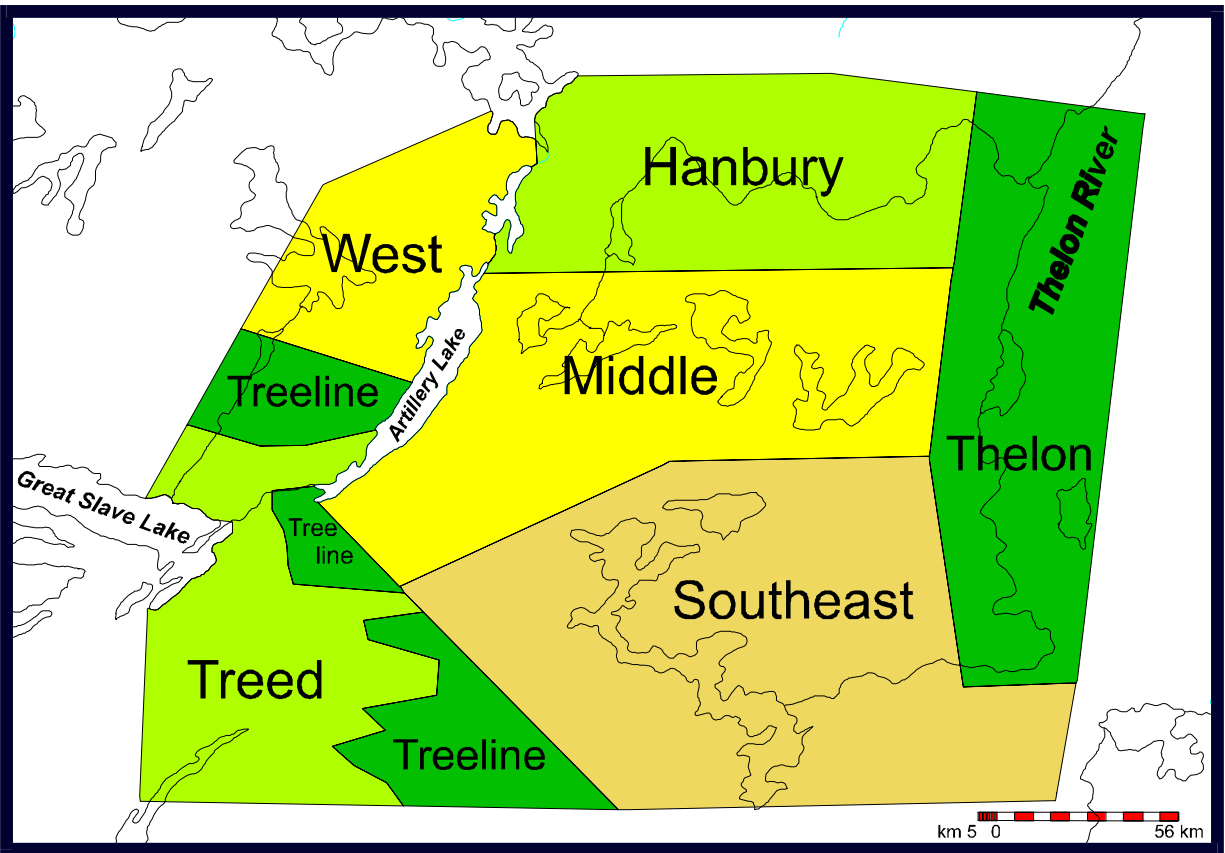 Hanbury
Thelon River
West
Artillery Lake
Treeline
Middle
Thelon
Great Slave Lake
Tree
line
Southeast
Treed
Treeline
km 5 0 56 km